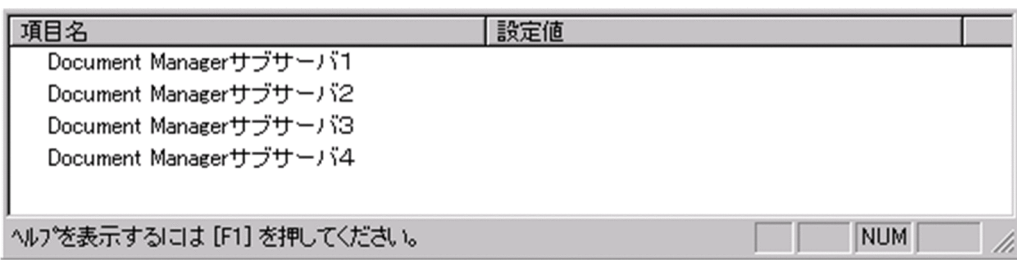 項目名 設定値
Document Managerサブサーバ1
Document Managerサブサーバ2
Document Managerサブサーバ3
Document Managerサブサーバ4
ﾍﾙﾌﾟを表示するには [F1] を押してください。 NUM